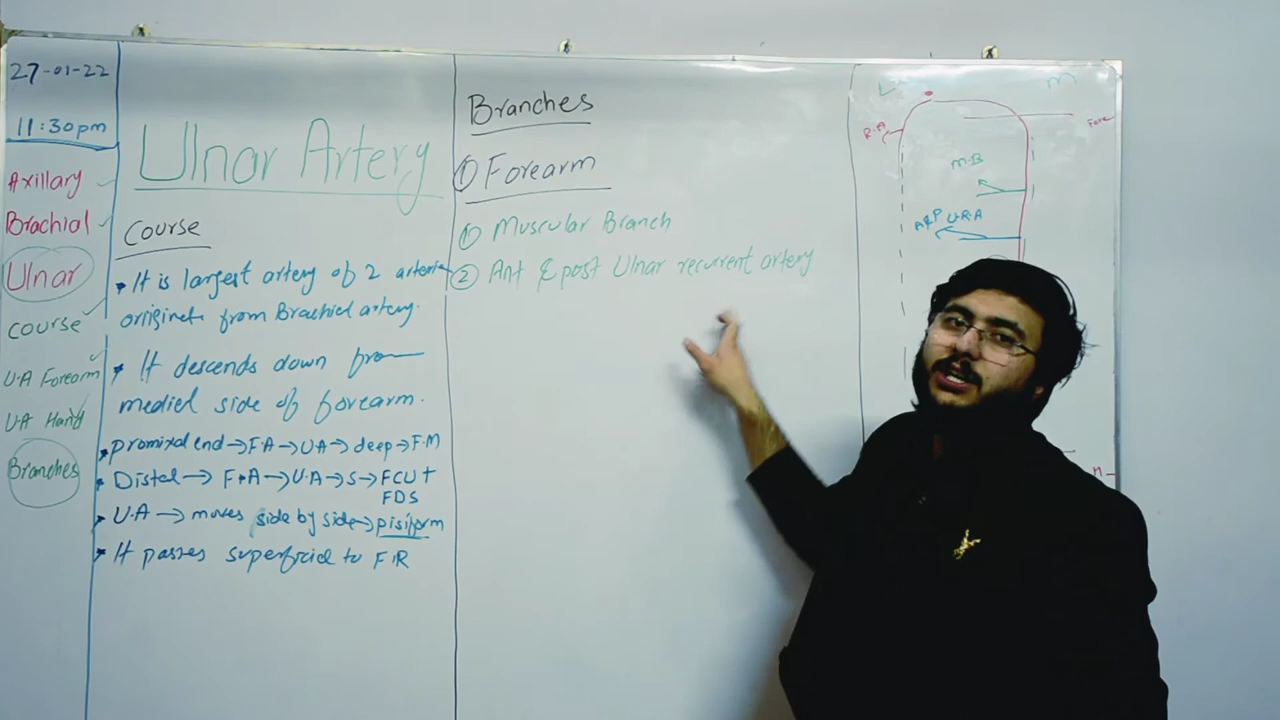 27-01-22
11:30pm
Axillary
Brachial
Ulnar
Course
U.A Forearm
U.A Hand
Branches
Ulnar Artery
Course
It is largest artery of 2 arteries
originate from Brachial artery.
It descends down from
medial side of forearm.
promixal end → F A → U A → deep → F.M
Distal → F.A → U.A → S → FCU +
FDS
U.A → moves side by side → pisiform
It passes superficial to F.R
Branches
① Forearm
① Muscular Branch
② Ant & post Ulnar recurrent artery
L
M
R.A
Fore
M.B
A & P U.R.A
M